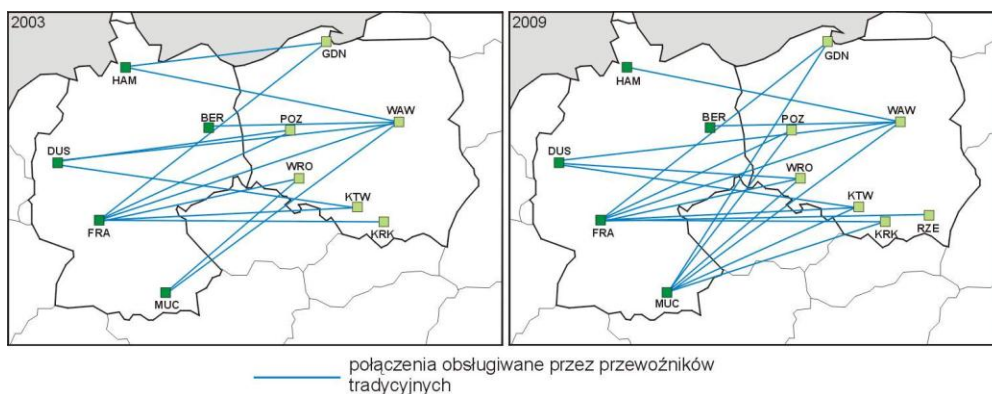 2003
GDN
HAM
BER
POZ
WAW
DUS
WRO
KTW
FRA
KRK
MUC
2009
GDN
HAM
BER
POZ
WAW
DUS
WRO
KTW
FRA
KRK
RZE
MUC
połączenia obsługiwane przez przewoźników
tradycyjnych